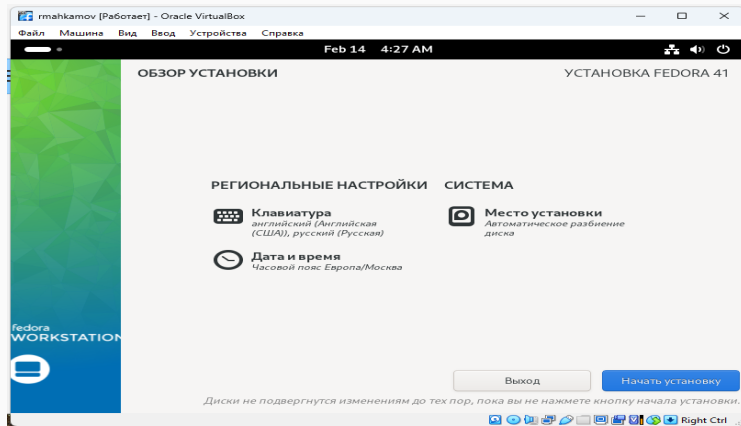 rmahkamov [Работает] - Oracle VirtualBox
Файл Машина Вид Ввод Устройства Справка
Feb 14 4:27 AM
ОБЗОР УСТАНОВКИ
УСТАНОВКА FEDORA 41
РЕГИОНАЛЬНЫЕ НАСТРОЙКИ
Клавиатура
английский (Английская
(США)), русский (Русская)
Дата и время
Часовой пояс Европа/Москва
СИСТЕМА
Место установки
Автоматическое разбиение
диска
fedora
WORKSTATION
Выход
Начать установку
Диски не подвергнутся изменениям до тех пор, пока вы не нажмете кнопку начала установки.
Right Ctrl